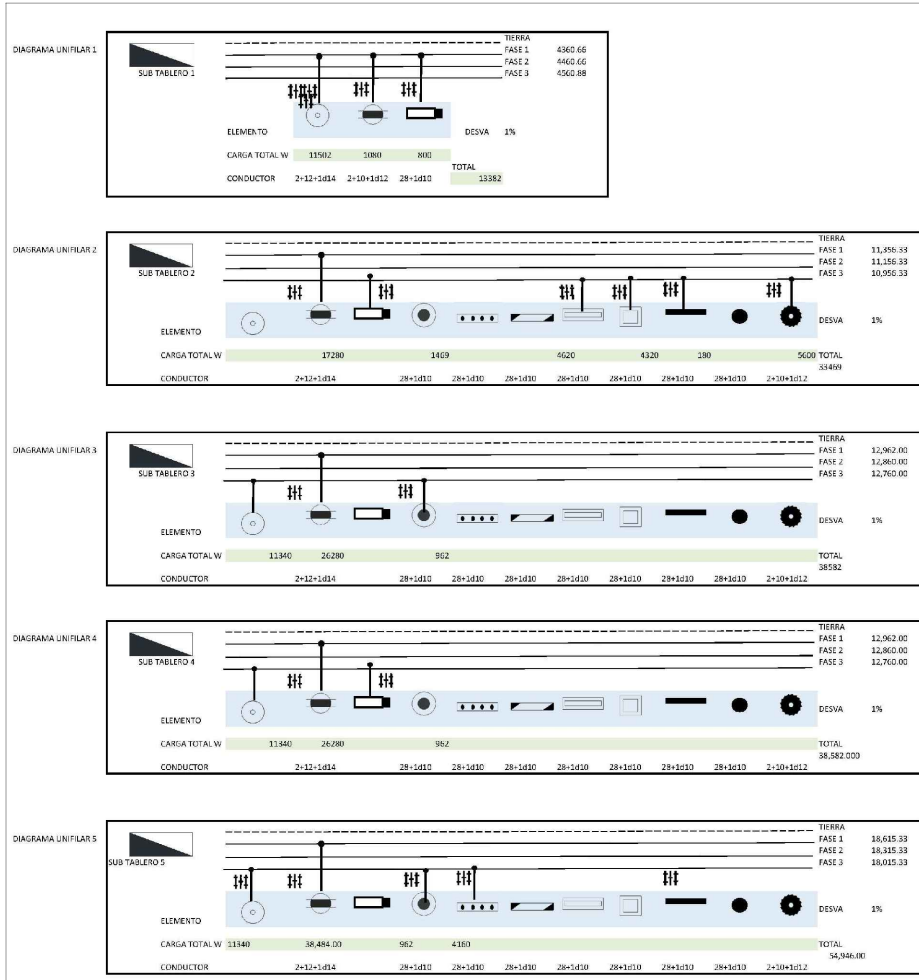 TIERRA
DIAGRAMA UNIFILAR 1 FASE 1 4360.66
FASE 2 4460.66
SUB TABLERO 1 FASE 3 4560.88
ELEMENTO DESVA 1%
CARGA TOTAL W 11502 1080 800
TOTAL
CONDUCTOR 2+12+1d14 2+10+1d12 28+1d10 13382
TIERRA
DIAGRAMA UNIFILAR 2 FASE 1 11,356.33
FASE 2 11,156.33
SUB TABLERO 2 FASE 3 10,956.33
DESVA 1%
ELEMENTO
CARGA TOTAL W 17280 1469 4620 4320 180 5600 TOTAL
33469
CONDUCTOR 2+12+1d14 28+1d10 28+1d10 28+1d10 28+1d10 28+1d10 28+1d10 2+10+1d12
TIERRA
DIAGRAMA UNIFILAR 3 FASE 1 12,962.00
FASE 2 12,860.00
SUB TABLERO 3 FASE 3 12,760.00
DESVA 1%
ELEMENTO
CARGA TOTAL W 11340 26280 962 TOTAL
38582
CONDUCTOR 2+12+1d14 28+1d10 28+1d10 28+1d10 28+1d10 28+1d10 28+1d10 2+10+1d12
TIERRA
DIAGRAMA UNIFILAR 4 FASE 1 12,962.00
FASE 2 12,860.00
SUB TABLERO 4 FASE 3 12,760.00
DESVA 1%
ELEMENTO
CARGA TOTAL W 11340 26280 962 TOTAL
38,582.000
CONDUCTOR 2+12+1d14 28+1d10 28+1d10 28+1d10 28+1d10 28+1d10 28+1d10 2+10+1d12
TIERRA
DIAGRAMA UNIFILAR 5 FASE 1 18,615.33
FASE 2 18,315.33
SUB TABLERO 5 FASE 3 18,015.33
DESVA 1%
ELEMENTO
CARGA TOTAL W 11340 38,484.00 962 4160 TOTAL
54,946.00
CONDUCTOR 2+12+1d14 28+1d10 28+1d10 28+1d10 28+1d10 28+1d10 28+1d10 2+10+1d12